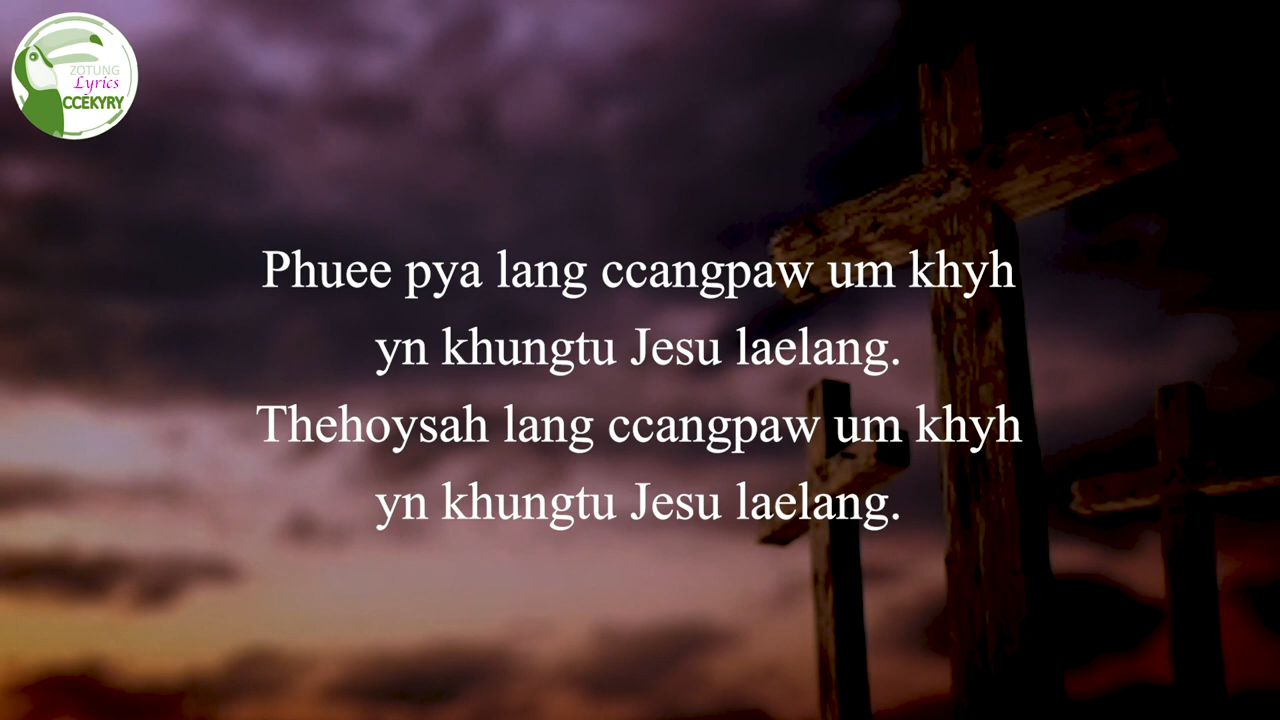 ZOTUNG
Lyrics
CCĒKYRY
Phuee pya lang ccangpaw um khyh
yn khungtu Jesu laelang.
Thehoysah lang ccangpaw um khyh
yn khungtu Jesu laelang.